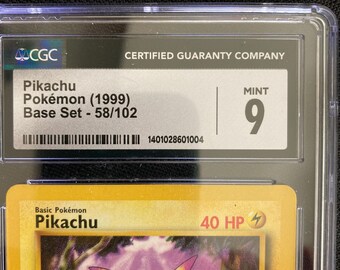 CGC
CERTIFIED GUARANTY COMPANY
Pikachu
Pokémon (1999)
Base Set - 58/102
MINT
9
1401028601004
Basic Pokémon
Pikachu
40 HP